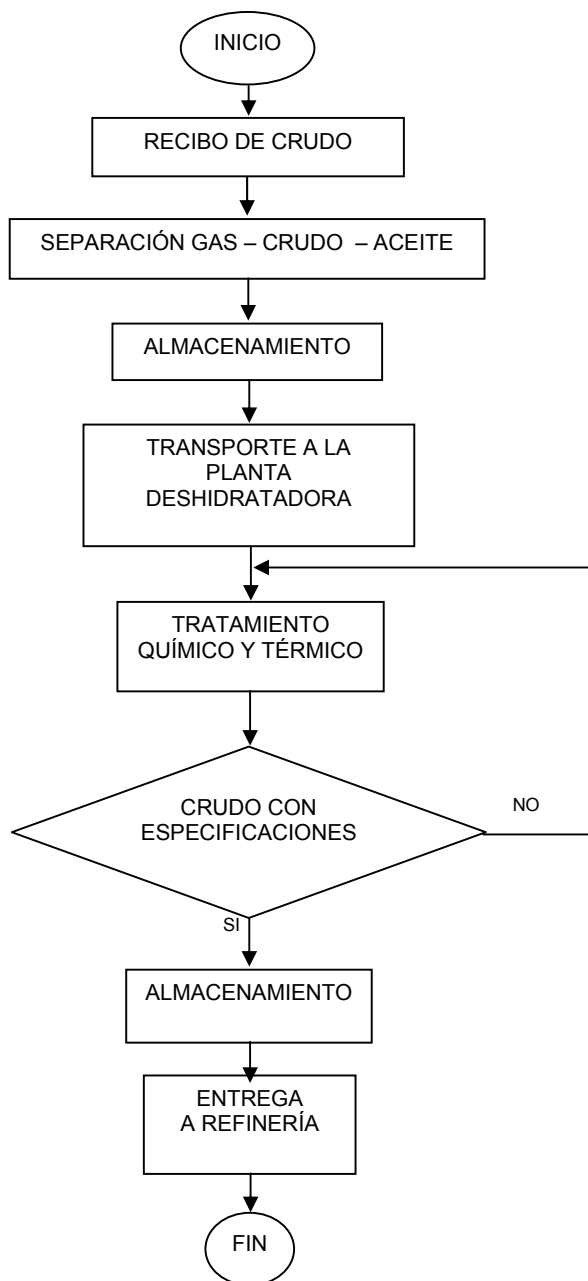 INICIO
RECIBO DE CRUDO
SEPARACIÓN GAS – CRUDO – ACEITE
ALMACENAMIENTO
TRANSPORTE A LA
PLANTA
DESHIDRATADORA
TRATAMIENTO
QUÍMICO Y TÉRMICO
CRUDO CON
ESPECIFICACIONES
NO
SI
ALMACENAMIENTO
ENTREGA
A REFINERÍA
FIN